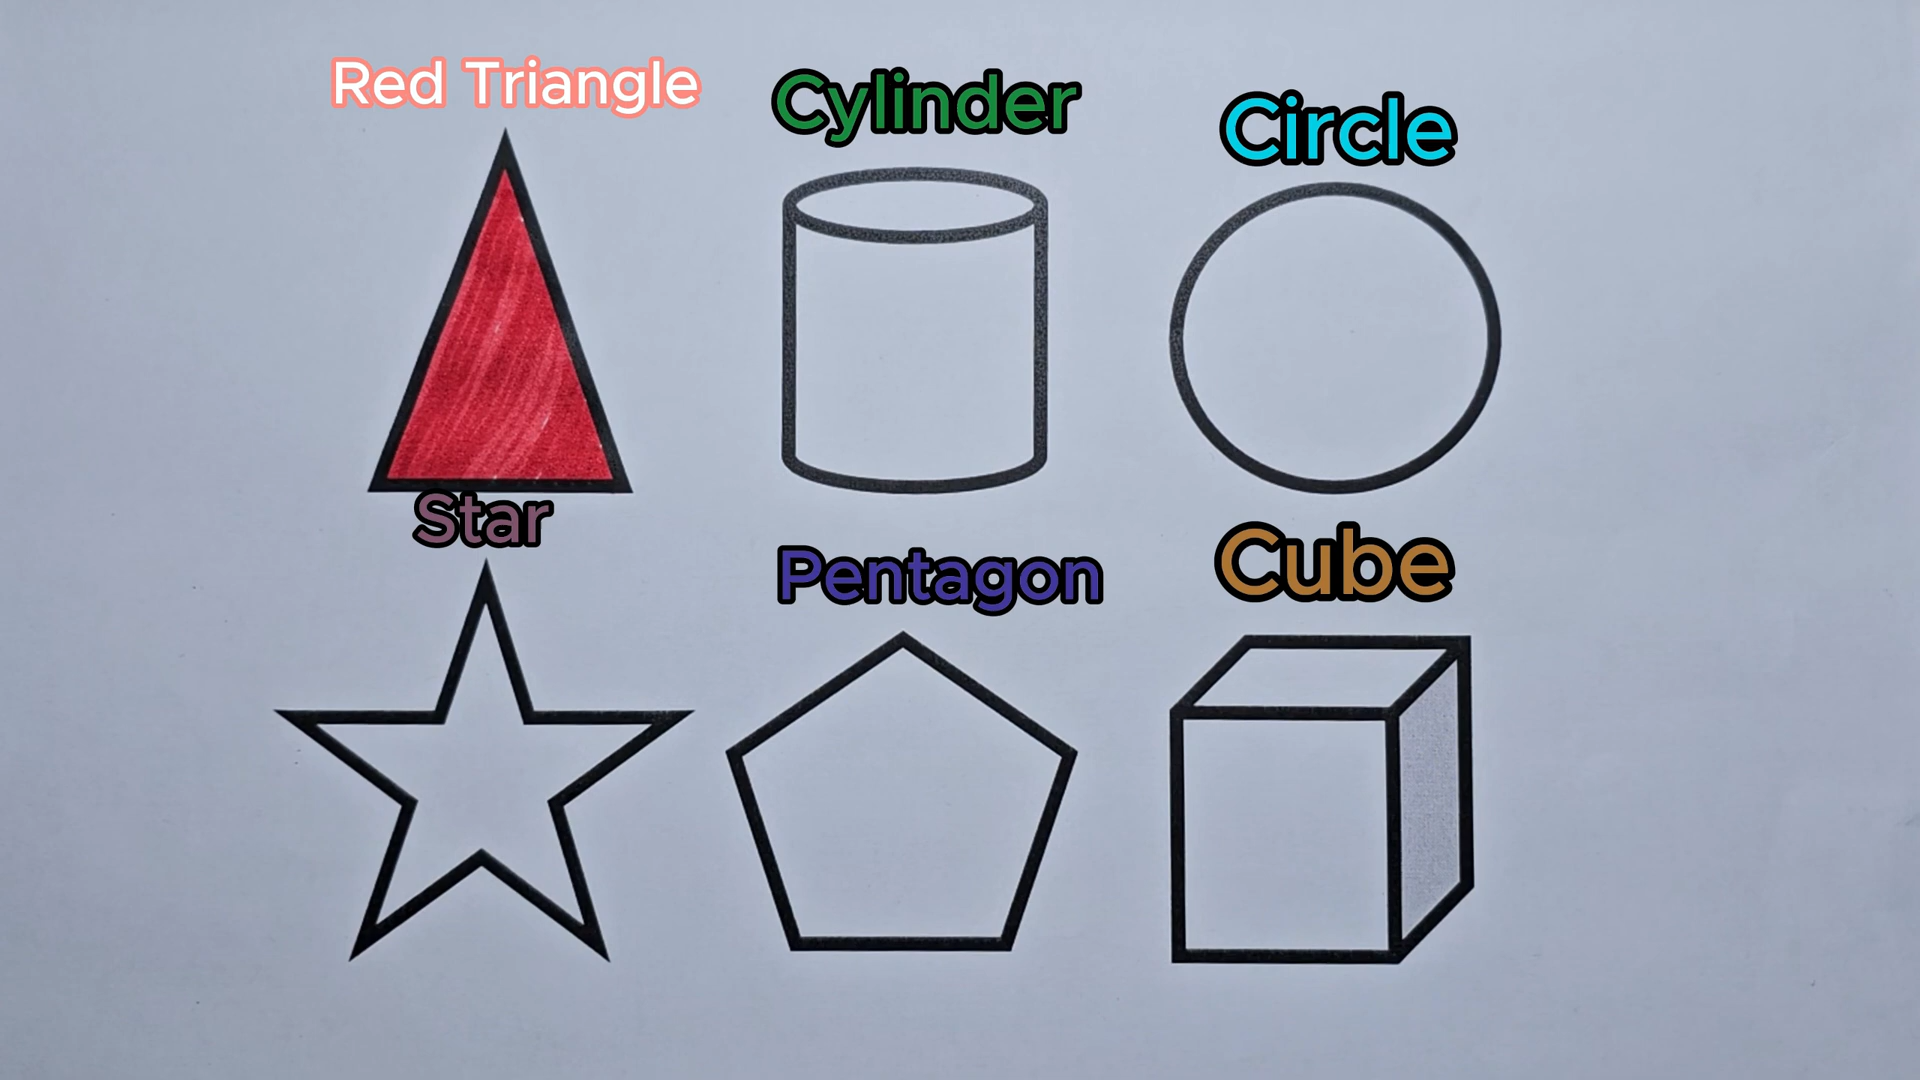 Red Triangle
Cylinder
Circle
Star
Pentagon
Cube